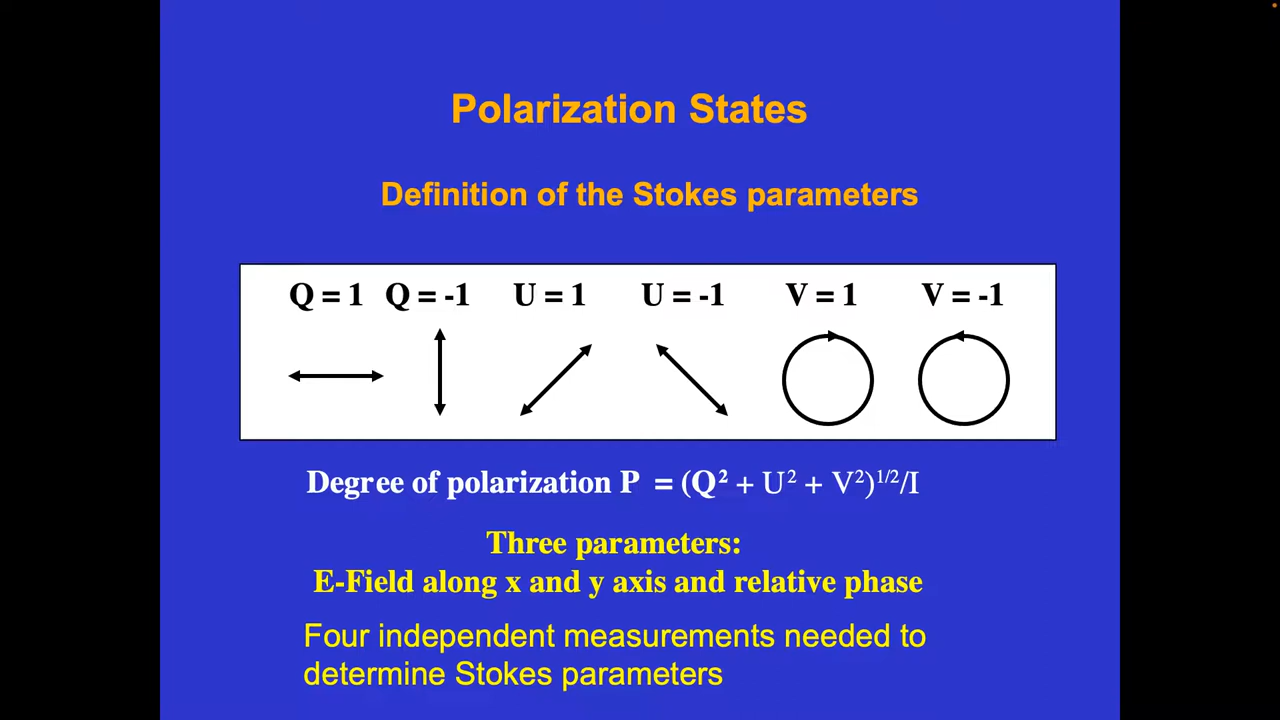 Polarization States
Definition of the Stokes parameters
Q = 1 Q = -1 U = 1 U = -1 V = 1 V = -1
Degree of polarization P = (Q² + U² + V²)¹/²/I
Three parameters:
E-Field along x and y axis and relative phase
Four independent measurements needed to
determine Stokes parameters